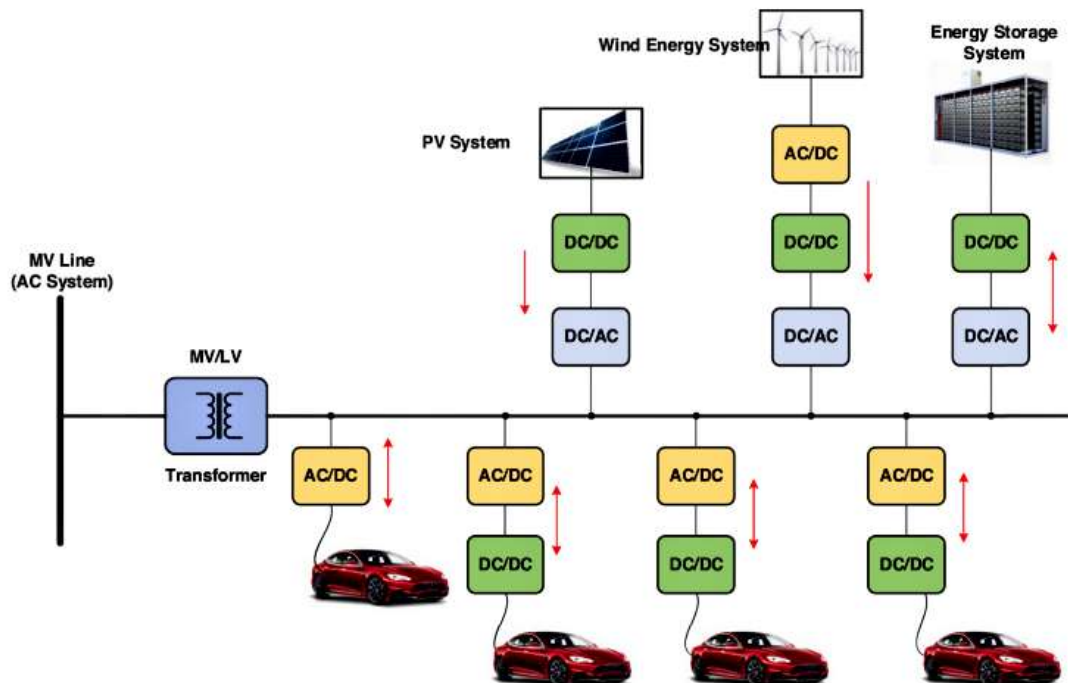 Wind Energy System
Energy Storage
System
PV System
AC/DC
DC/DC
DC/DC
DC/DC
MV Line
(AC System)
DC/AC
DC/AC
DC/AC
MV/LV
Transformer
AC/DC
AC/DC
AC/DC
AC/DC
DC/DC
DC/DC
DC/DC